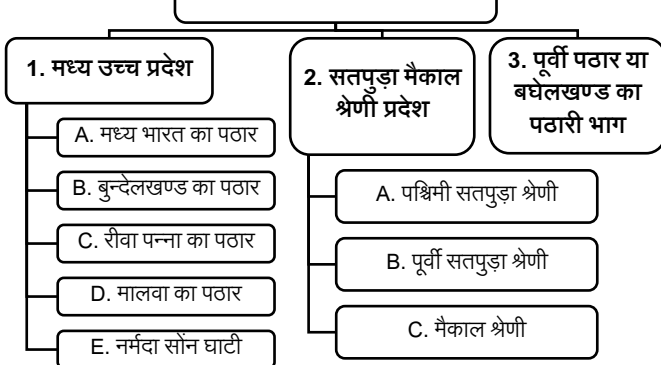 1. मध्य उच्च प्रदेश
A. मध्य भारत का पठार
B. बुन्देलखण्ड का पठार
C. रीवा पन्ना का पठार
D. मालवा का पठार
E. नर्मदा सोंन घाटी
2. सतपुड़ा मैकाल
श्रेणी प्रदेश
A. पश्चिमी सतपुड़ा श्रेणी
B. पूर्वी सतपुड़ा श्रेणी
C. मैकाल श्रेणी
3. पूर्वी पठार या
बघेलखण्ड का
पठारी भाग